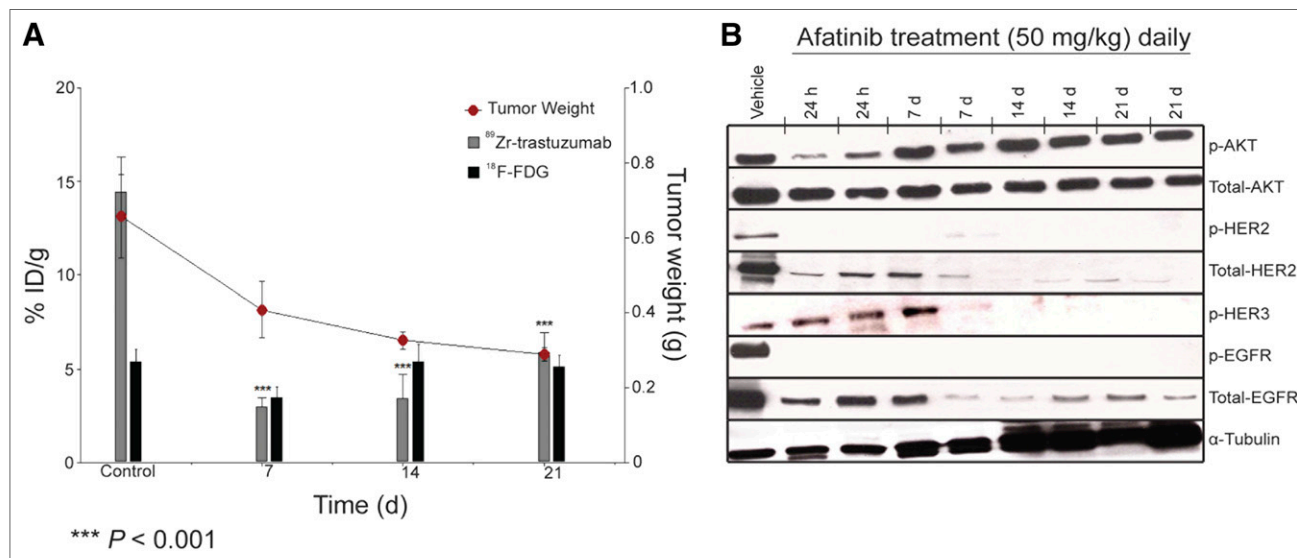 A
20
15
10
5
0
% ID/g
1.0
0.8
0.6
0.4
0.2
0
Tumor weight (g)
Tumor Weight
⁸⁹Zr-trastuzumab
¹⁸F-FDG
***
***
***
Control
7
14
21
Time (d)
*** P < 0.001
B
Afatinib treatment (50 mg/kg) daily
Vehicle
24 h
24 h
7 d
7 d
14 d
14 d
21 d
21 d
p-AKT
Total-AKT
p-HER2
Total-HER2
p-HER3
p-EGFR
Total-EGFR
α-Tubulin